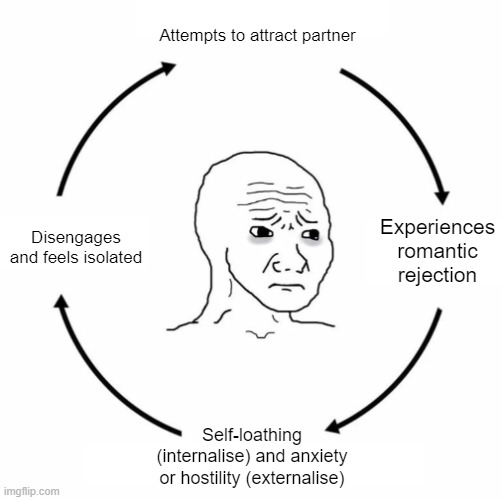 Attempts to attract partner
Experiences
romantic
rejection
Self-loathing
(internalise) and anxiety
or hostility (externalise)
Disengages
and feels isolated
imgflip.com